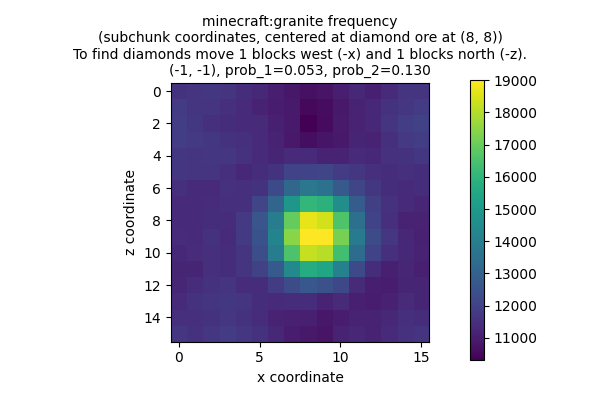 minecraft:granite frequency
(subchunk coordinates, centered at diamond ore at (8, 8))
To find diamonds move 1 blocks west (-x) and 1 blocks north (-z).
(-1, -1), prob_1=0.053, prob_2=0.130
0
2
4
6
8
10
12
14
z coordinate
0 5 10 15
x coordinate
19000
18000
17000
16000
15000
14000
13000
12000
11000